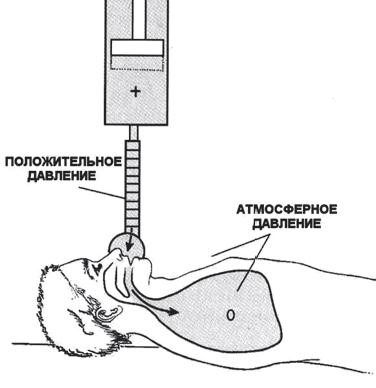 +
ПОЛОЖИТЕЛЬНОЕ
ДАВЛЕНИЕ
АТМОСФЕРНОЕ
ДАВЛЕНИЕ
0